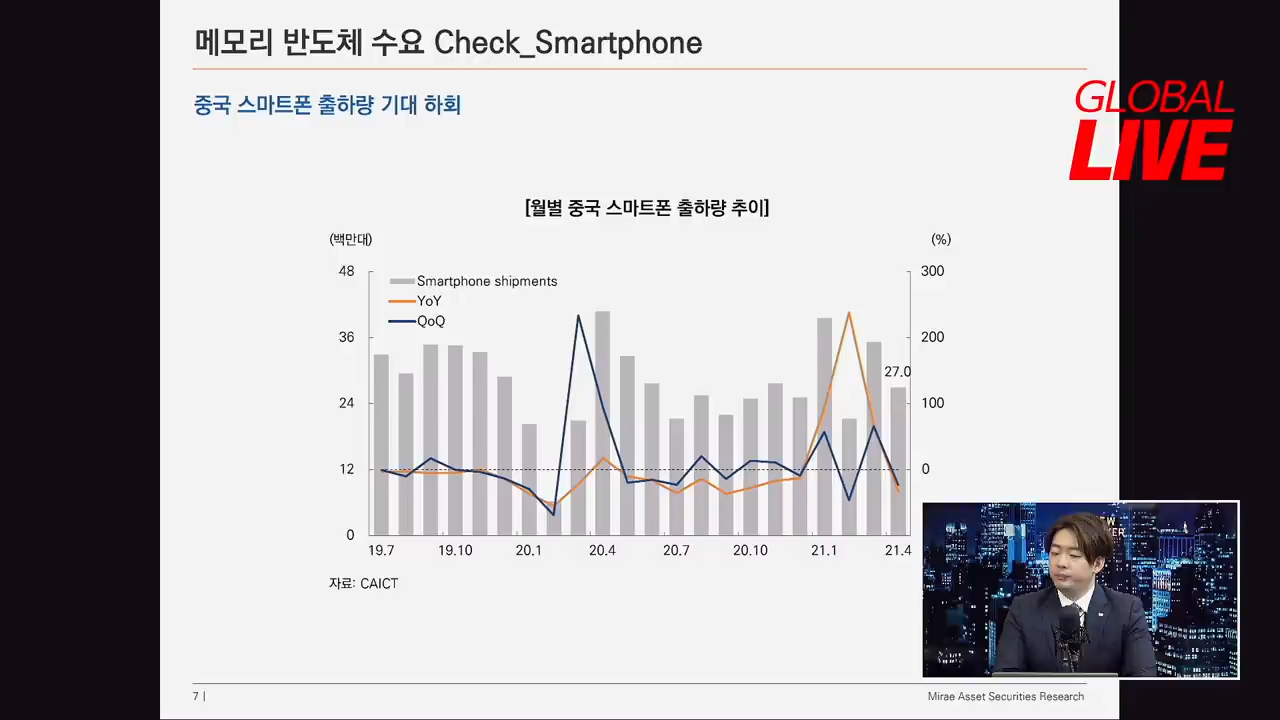 메모리 반도체 수요 Check_Smartphone
중국 스마트폰 출하량 기대 하회
GLOBAL
LIVE
[월별 중국 스마트폰 출하량 추이]
(백만대)
(%)
48
300
Smartphone shipments
YoY
QoQ
36
200
27.0
24
100
12
0
0
19.7
19.10
20.1
20.4
20.7
20.10
21.1
21.4
자료: CAICT
7 |
Mirae Asset Securities Research